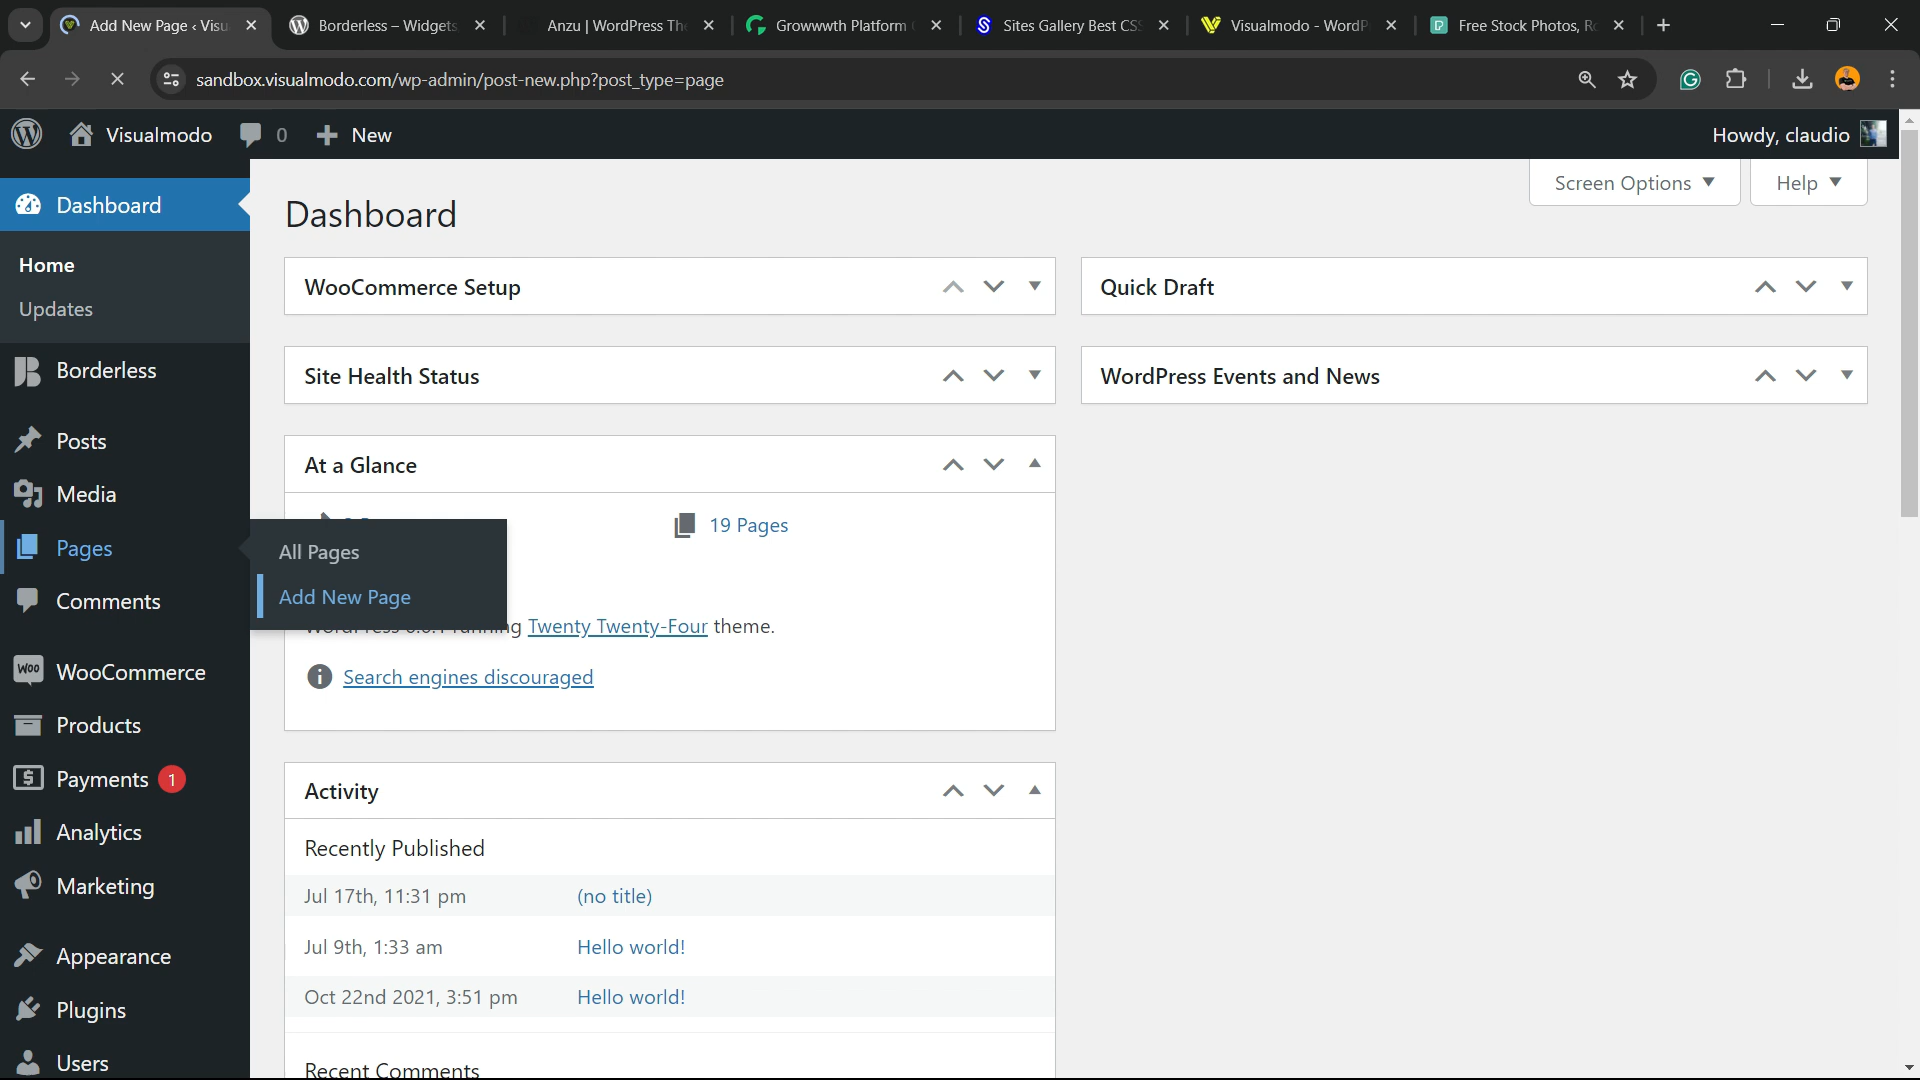 Add New Page ‹ Visu
Borderless – Widgets
Anzu | WordPress Th
Growwwth Platform
Sites Gallery Best CS
Visualmodo - WordP
Free Stock Photos, R
sandbox.visualmodo.com/wp-admin/post-new.php?post_type=page
Visualmodo
0
New
Howdy, claudio
Screen Options
Help
Dashboard
Dashboard
Home
Updates
Borderless
Posts
Media
Pages
Comments
WooCommerce
Products
Payments 1
Analytics
Marketing
Appearance
Plugins
Users
All Pages
Add New Page
WooCommerce Setup
Quick Draft
Site Health Status
WordPress Events and News
At a Glance
19 Pages
Twenty Twenty-Four theme.
Search engines discouraged
Activity
Recently Published
Jul 17th, 11:31 pm (no title)
Jul 9th, 1:33 am Hello world!
Oct 22nd 2021, 3:51 pm Hello world!
Recent Comments
Woo